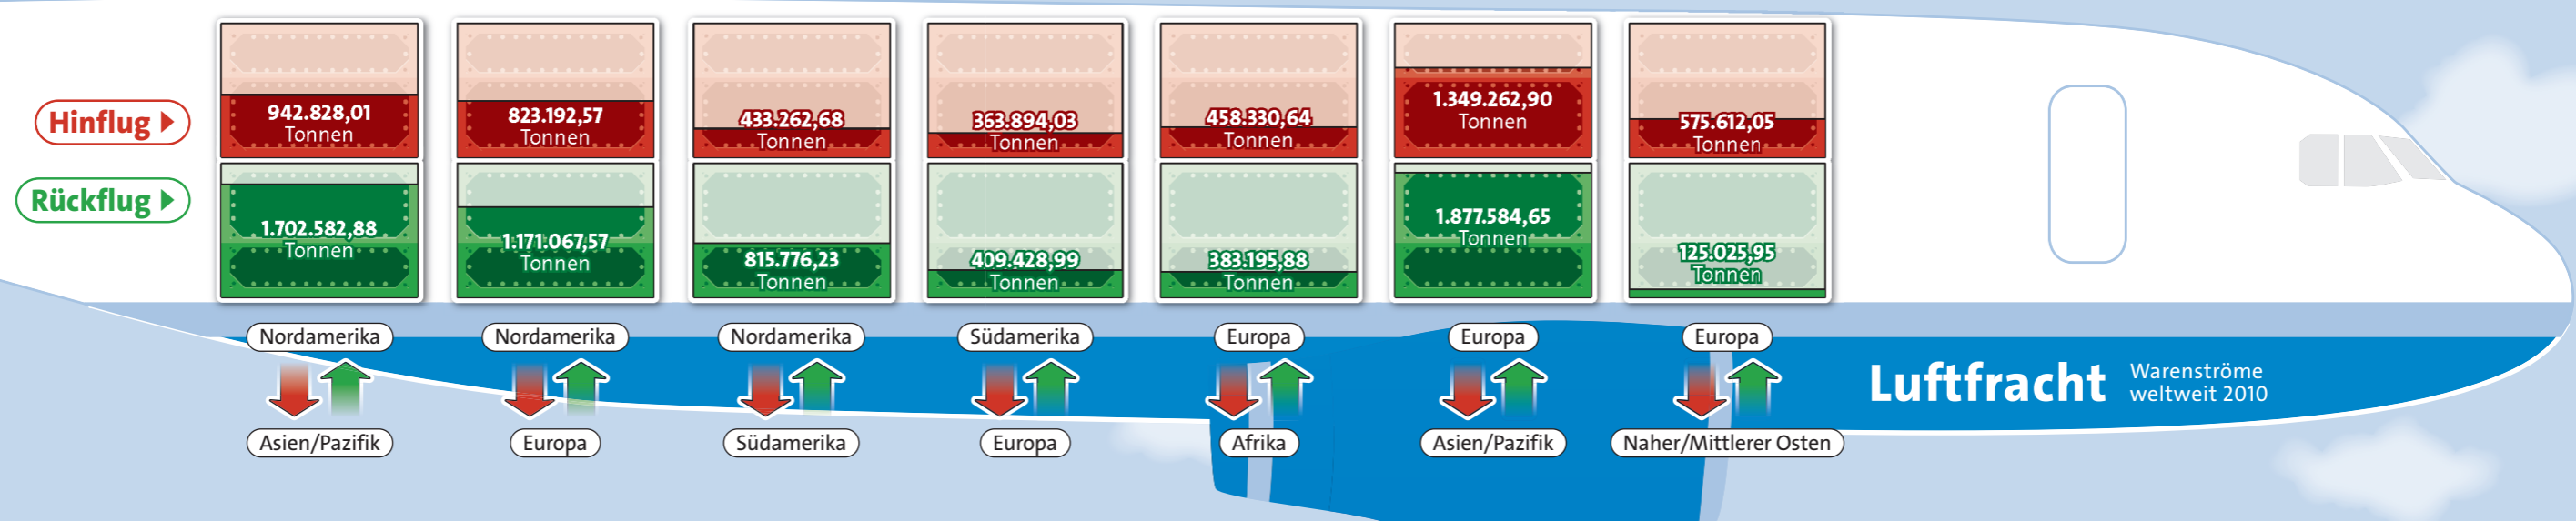 Hinflug
942.828,01
Tonnen
823.192,57
Tonnen
433.262,68
Tonnen
363.894,03
Tonnen
458.330,64
Tonnen
1.349.262,90
Tonnen
575.612,05
Tonnen
Rückflug
1.702.582,88
Tonnen
1.171.067,57
Tonnen
815.776,23
Tonnen
409.428,99
Tonnen
383.195,88
Tonnen
1.877.584,65
Tonnen
125.025,95
Tonnen
Nordamerika
Asien/Pazifik
Nordamerika
Europa
Nordamerika
Südamerika
Südamerika
Europa
Europa
Afrika
Europa
Asien/Pazifik
Europa
Naher/Mittlerer Osten
Luftfracht
Warenströme
weltweit 2010